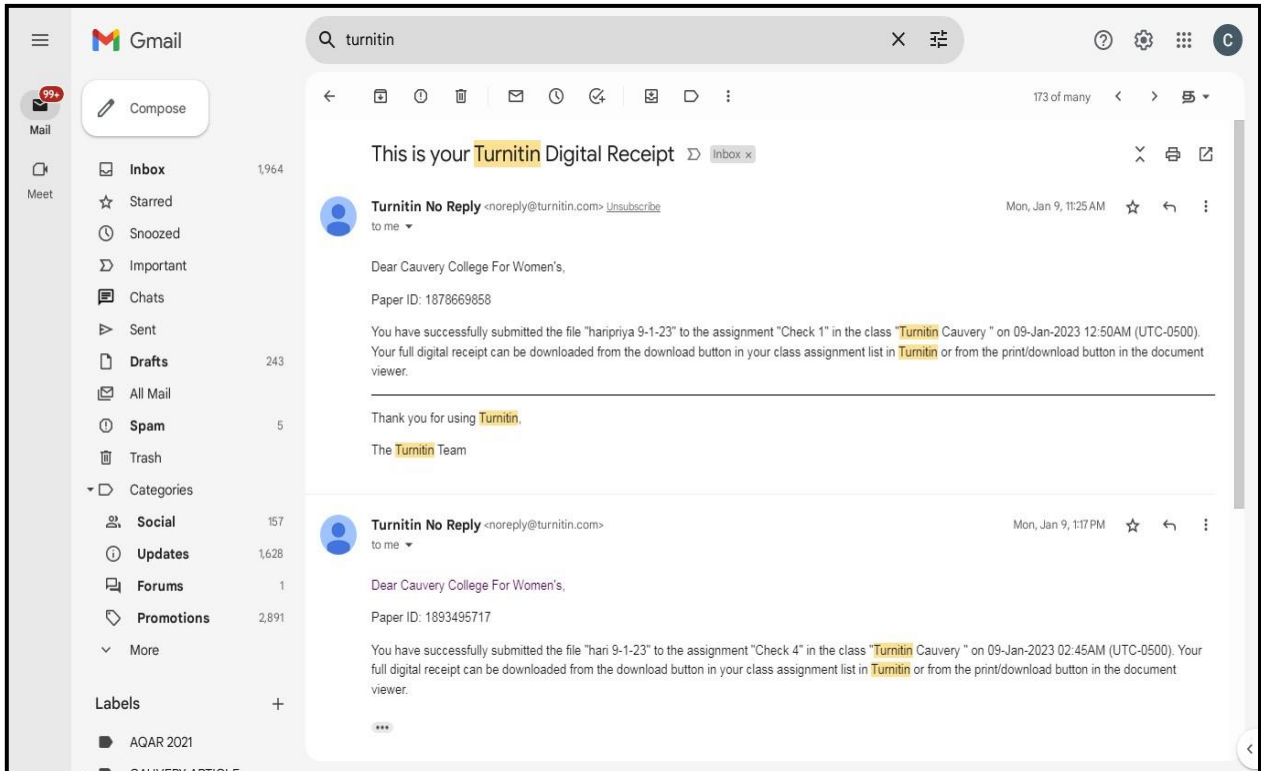 Gmail
turnitin
C
99+
Mail
Meet
Compose
Inbox 1,964
Starred
Snoozed
Important
Chats
Sent
Drafts 243
All Mail
Spam 5
Trash
Categories
Social 157
Updates 1,628
Forums 1
Promotions 2,891
More
Labels +
AQAR 2021
173 of many
This is your Turnitin Digital Receipt Inbox x
Turnitin No Reply <noreply@turnitin.com> Unsubscribe Mon, Jan 9, 11:25 AM
to me
Dear Cauvery College For Women's,
Paper ID: 1878669858
You have successfully submitted the file "haripriya 9-1-23" to the assignment "Check 1" in the class "Turnitin Cauvery " on 09-Jan-2023 12:50AM (UTC-0500).
Your full digital receipt can be downloaded from the download button in your class assignment list in Turnitin or from the print/download button in the document
viewer.
Thank you for using Turnitin,
The Turnitin Team
Turnitin No Reply <noreply@turnitin.com> Mon, Jan 9, 1:17 PM
to me
Dear Cauvery College For Women's,
Paper ID: 1893495717
You have successfully submitted the file "hari 9-1-23" to the assignment "Check 4" in the class "Turnitin Cauvery " on 09-Jan-2023 02:45AM (UTC-0500). Your
full digital receipt can be downloaded from the download button in your class assignment list in Turnitin or from the print/download button in the document
viewer.